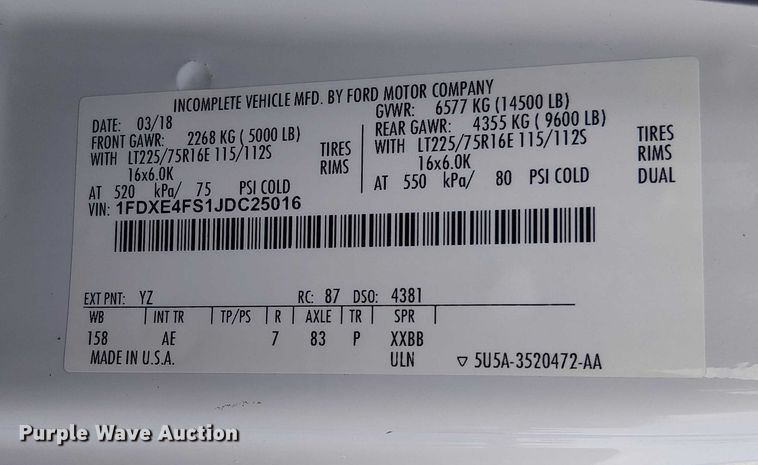 INCOMPLETE VEHICLE MFD. BY FORD MOTOR COMPANY
DATE: 03/18
GVWR: 6577 KG (14500 LB)
FRONT GAWR: 2268 KG ( 5000 LB)
REAR GAWR: 4355 KG ( 9600 LB)
WITH LT225/75R16E 115/112S TIRES
WITH LT225/75R16E 115/112S TIRES
16x6.0K RIMS
16x6.0K RIMS
AT 520 kPa/ 75 PSI COLD
AT 550 kPa/ 80 PSI COLD DUAL
VIN: 1FDXE4FS1JDC25016
EXT PNT: YZ RC: 87 DSO: 4381
WB | INT TR | TP/PS | R | AXLE | TR | SPR
158 AE 7 83 P XXBB
MADE IN U.S.A. ULN ▽ 5U5A-3520472-AA
Purple Wave Auction